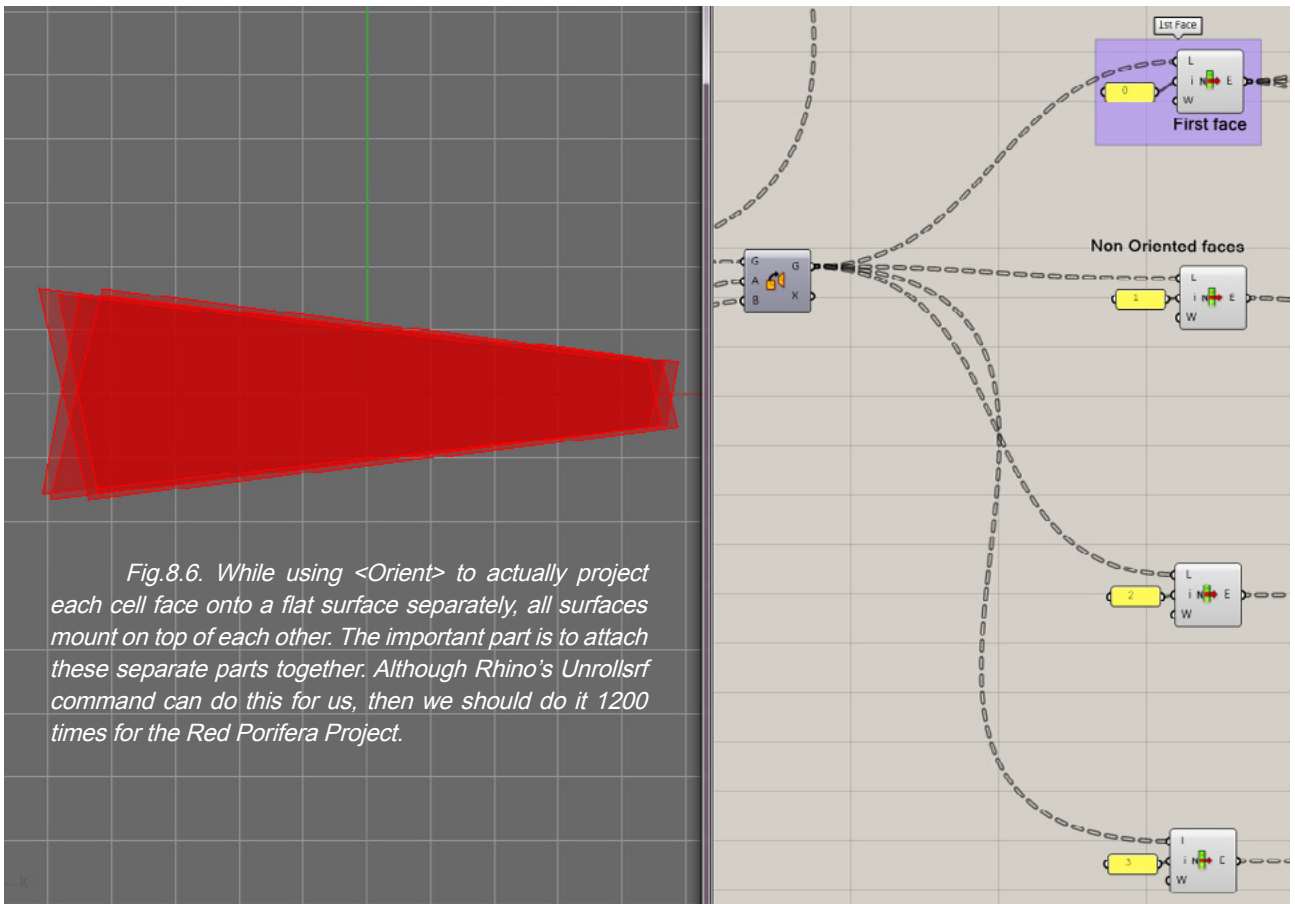 1st Face
L
0
i N E
W
First face
Non Oriented faces
G G
A
B X
L
1
i N E
W
L
2
i N E
W
3
i N
W
Fig.8.6. While using <Orient> to actually project
each cell face onto a flat surface separately, all surfaces
mount on top of each other. The important part is to attach
these separate parts together. Although Rhino's Unrollsrf
command can do this for us, then we should do it 1200
times for the Red Porifera Project.